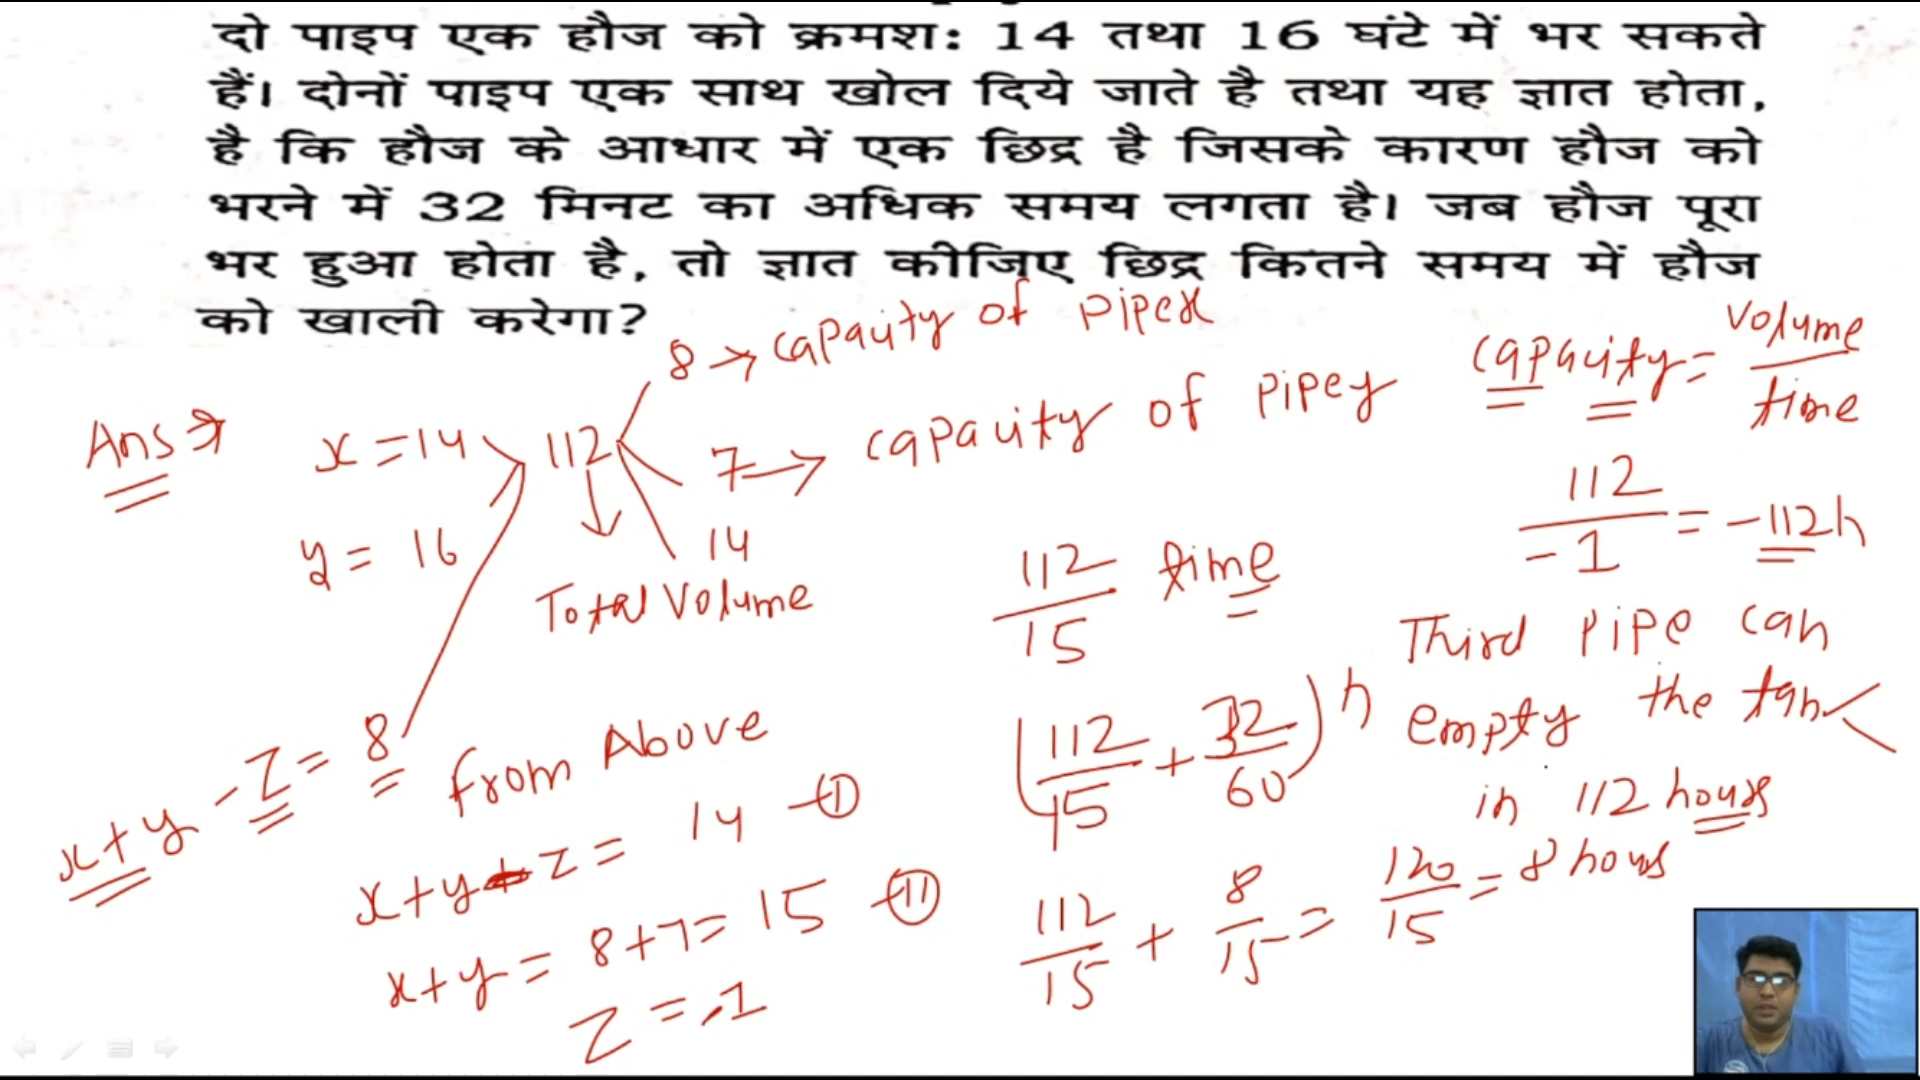 दो पाइप एक हौज को क्रमश: 14 तथा 16 घंटे में भर सकते
हैं। दोनों पाइप एक साथ खोल दिये जाते है तथा यह ज्ञात होता,
है कि हौज के आधार में एक छिद्र है जिसके कारण हौज को
भरने में 32 मिनट का अधिक समय लगता है। जब हौज पूरा
भर हुआ होता है, तो ज्ञात कीजिए छिद्र कितने समय में हौज
को खाली करेगा?
8 → capacity of pipex
7 → capacity of pipey
capacity = volume / time
Ans →
x = 14
112
y = 16
14
Total volume
112/15 time
112/-1 = -112h
Third pipe can
empty the tank
in 112 hours
(112/15 + 32/60) h
112/15 + 8/15 = 120/15 = 8 hours
x+y - z = 8
from Above
x+y+z = 14 - (I)
x+y = 8+7 = 15 - (II)
z = -1